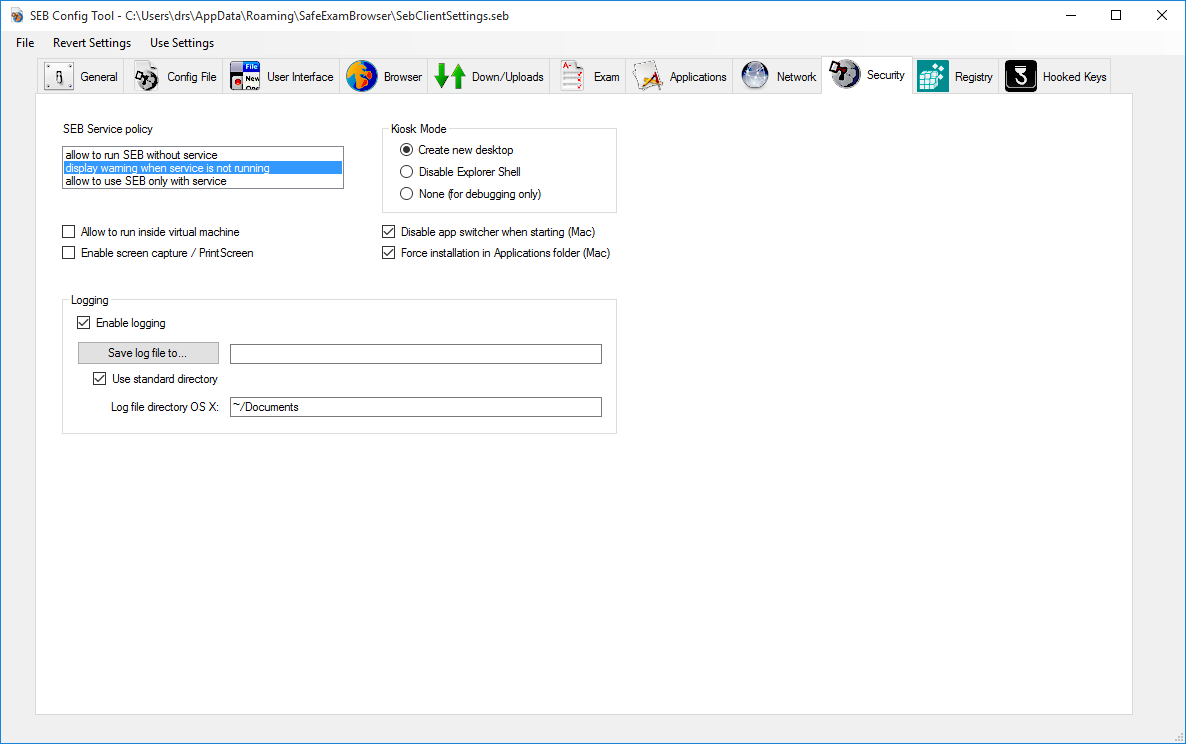 SEB Config Tool - C:\Users\drs\AppData\Roaming\SafeExamBrowser\SebClientSettings.seb
File Revert Settings Use Settings
General Config File File New One User Interface Browser Down/Uploads A- Exam Applications Network Security Registry Hooked Keys
SEB Service policy
allow to run SEB without service
display warning when service is not running
allow to use SEB only with service
Kiosk Mode
Create new desktop
Disable Explorer Shell
None (for debugging only)
Allow to run inside virtual machine
Enable screen capture / PrintScreen
Disable app switcher when starting (Mac)
Force installation in Applications folder (Mac)
Logging
Enable logging
Save log file to...
Use standard directory
Log file directory OS X: ~/Documents